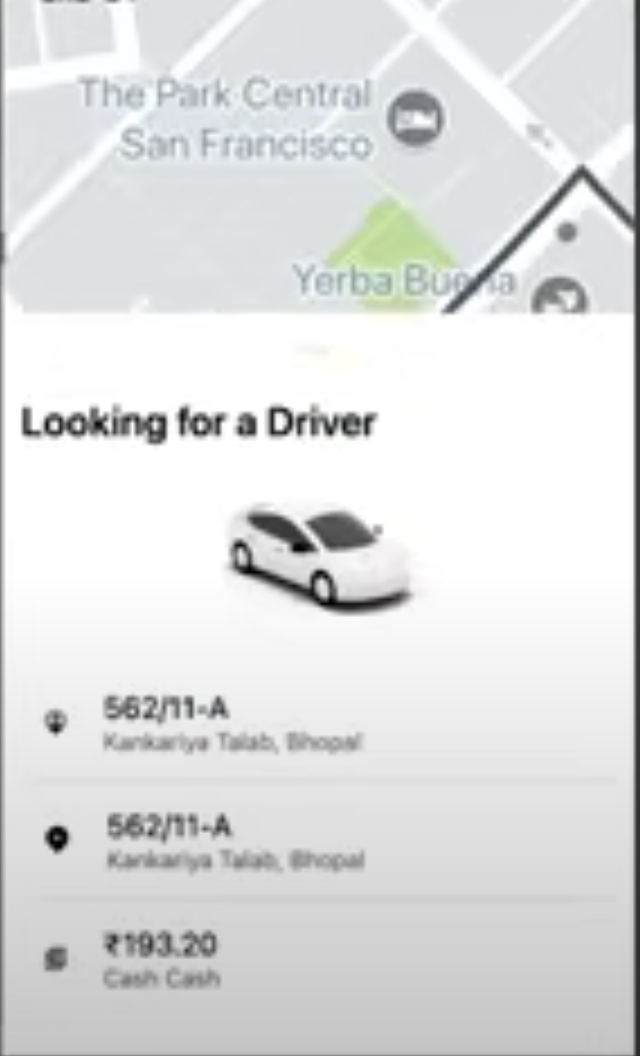 The Park Central
San Francisco
Yerba Buena
Looking for a Driver
562/11-A
Kankariya Talab, Bhopal
562/11-A
Kankariya Talab, Bhopal
₹193.20
Cash Cash